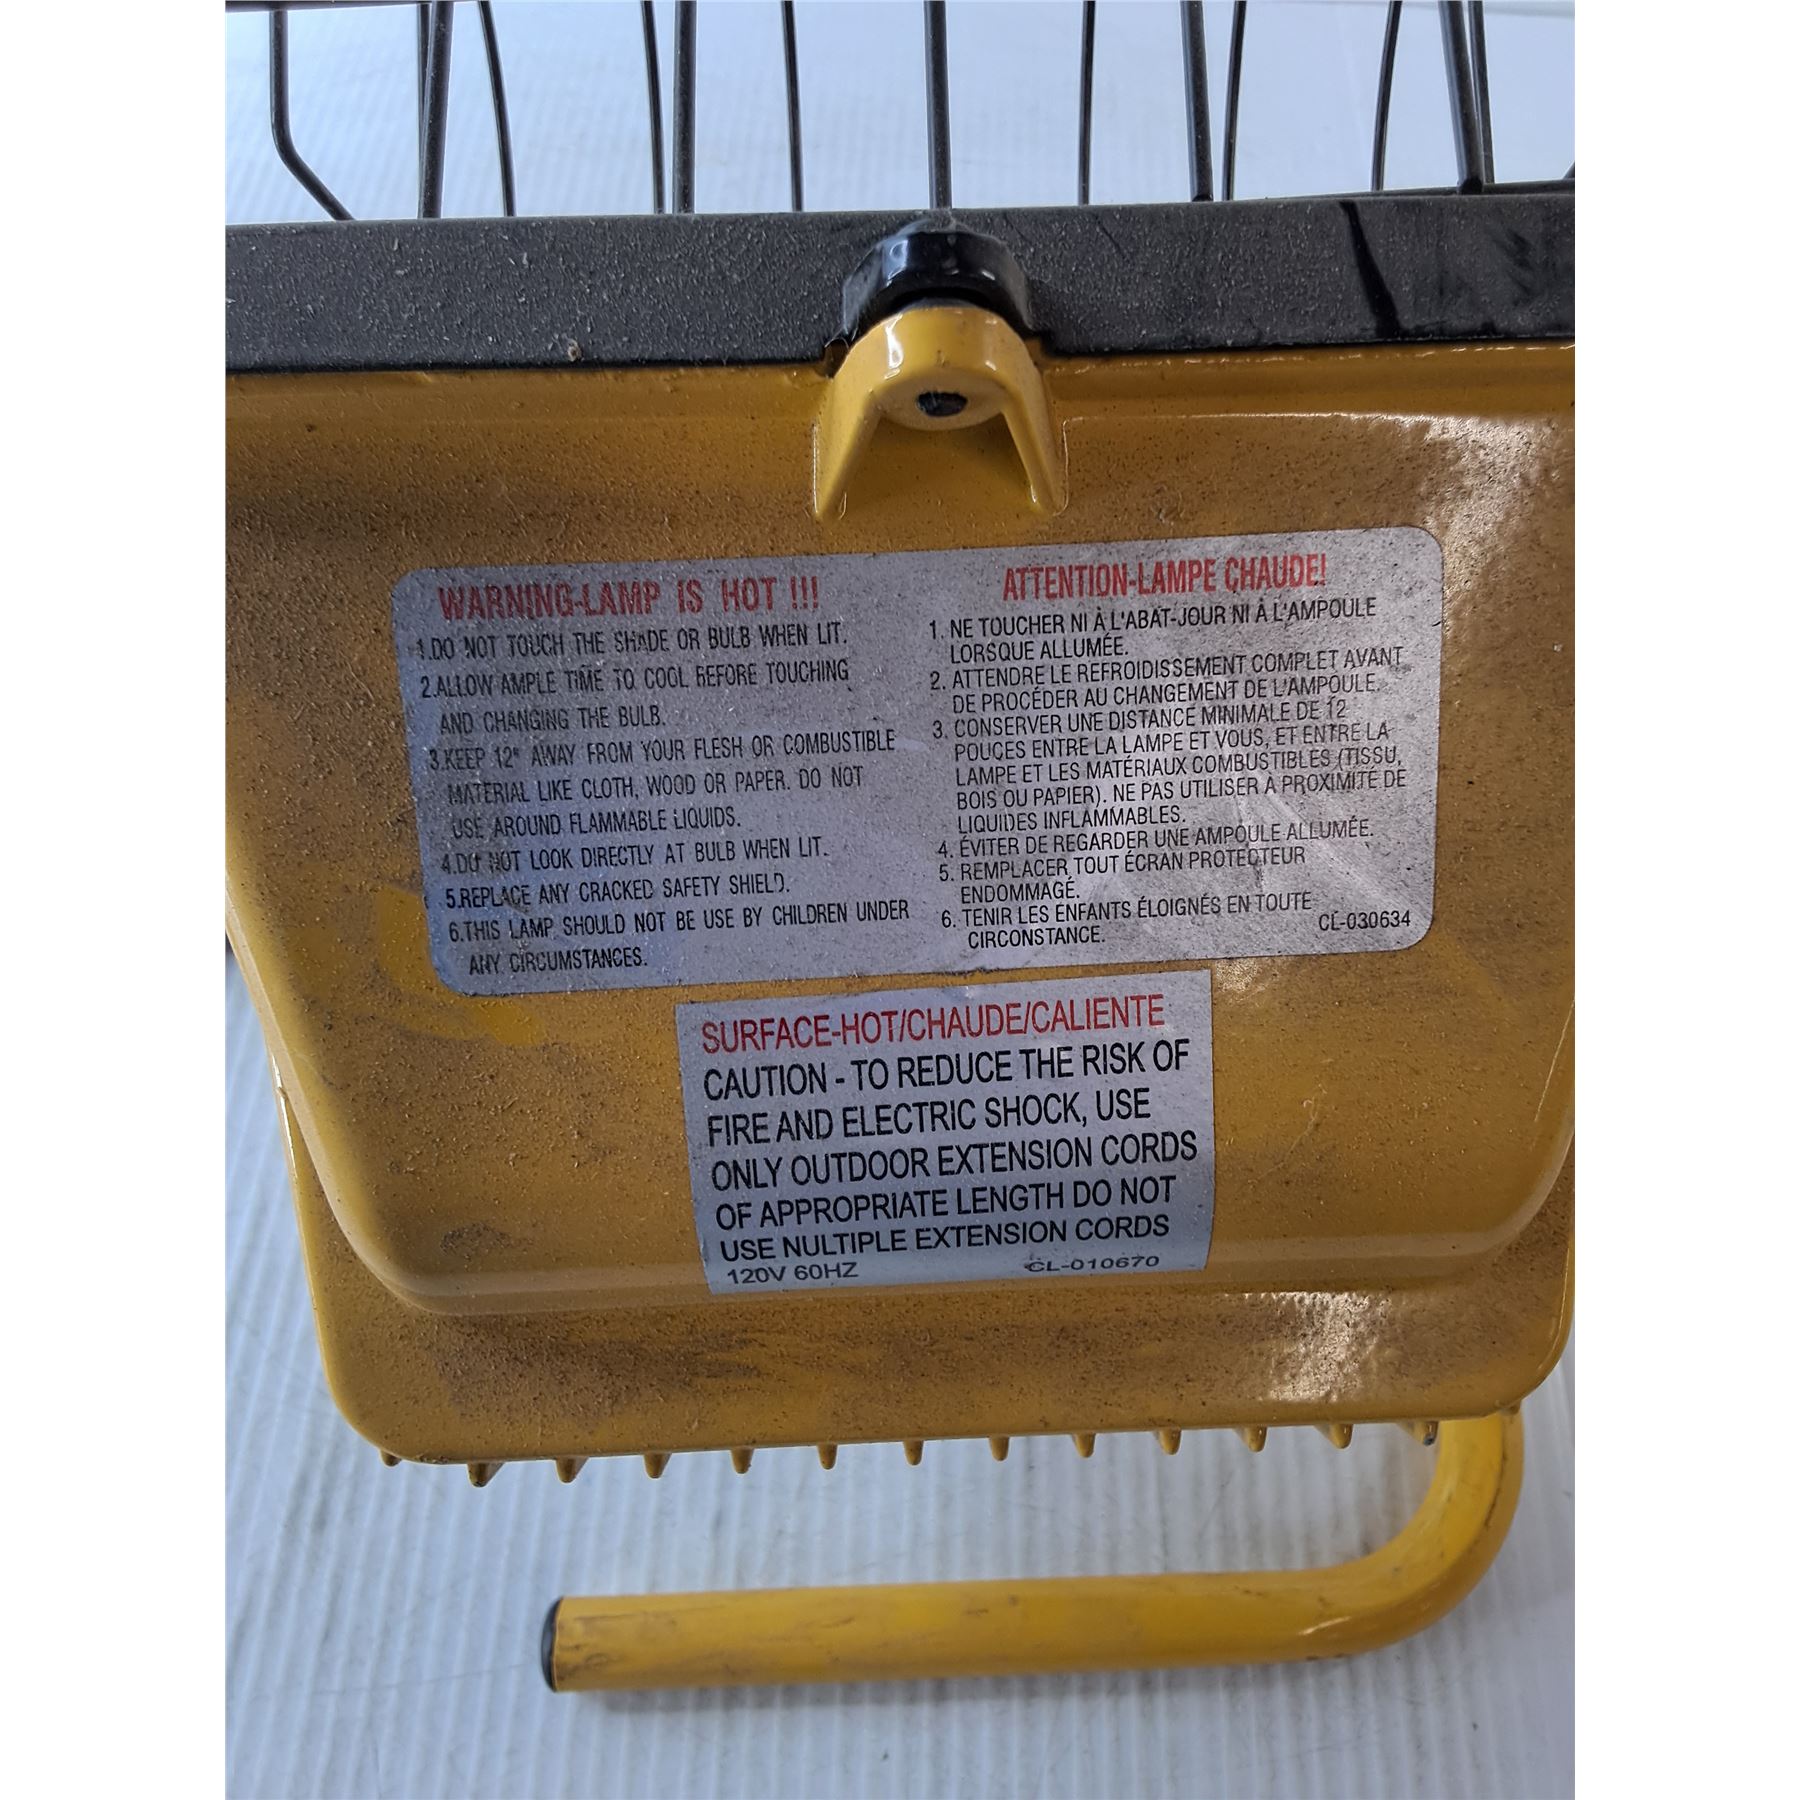 WARNING-LAMP IS HOT !!!
1.DO NOT TOUCH THE SHADE OR BULB WHEN LIT.
2.ALLOW AMPLE TIME TO COOL BEFORE TOUCHING
AND CHANGING THE BULB.
3.KEEP 12" AWAY FROM YOUR FLESH OR COMBUSTIBLE
MATERIAL LIKE CLOTH, WOOD OR PAPER. DO NOT
USE AROUND FLAMMABLE LIQUIDS.
4.DO NOT LOOK DIRECTLY AT BULB WHEN LIT.
5.REPLACE ANY CRACKED SAFETY SHIELD.
6.THIS LAMP SHOULD NOT BE USE BY CHILDREN UNDER
ANY CIRCUMSTANCES.
ATTENTION-LAMPE CHAUDE!
1. NE TOUCHER NI À L'ABAT-JOUR NI À L'AMPOULE
LORSQUE ALLUMÉE.
2. ATTENDRE LE REFROIDISSEMENT COMPLET AVANT
DE PROCÉDER AU CHANGEMENT DE L'AMPOULE.
3. CONSERVER UNE DISTANCE MINIMALE DE 12
POUCES ENTRE LA LAMPE ET VOUS, ET ENTRE LA
LAMPE ET LES MATÉRIAUX COMBUSTIBLES (TISSU,
BOIS OU PAPIER). NE PAS UTILISER À PROXIMITE DE
LIQUIDES INFLAMMABLES.
4. ÉVITER DE REGARDER UNE AMPOULE ALLUMÉE.
5. REMPLACER TOUT ÉCRAN PROTECTEUR
ENDOMMAGÉ.
6. TENIR LES ENFANTS ÉLOIGNÉS EN TOUTE
CIRCONSTANCE.
CL-030634
SURFACE-HOT/CHAUDE/CALIENTE
CAUTION - TO REDUCE THE RISK OF
FIRE AND ELECTRIC SHOCK, USE
ONLY OUTDOOR EXTENSION CORDS
OF APPROPRIATE LENGTH DO NOT
USE NULTIPLE EXTENSION CORDS
120V 60HZ CL-010670